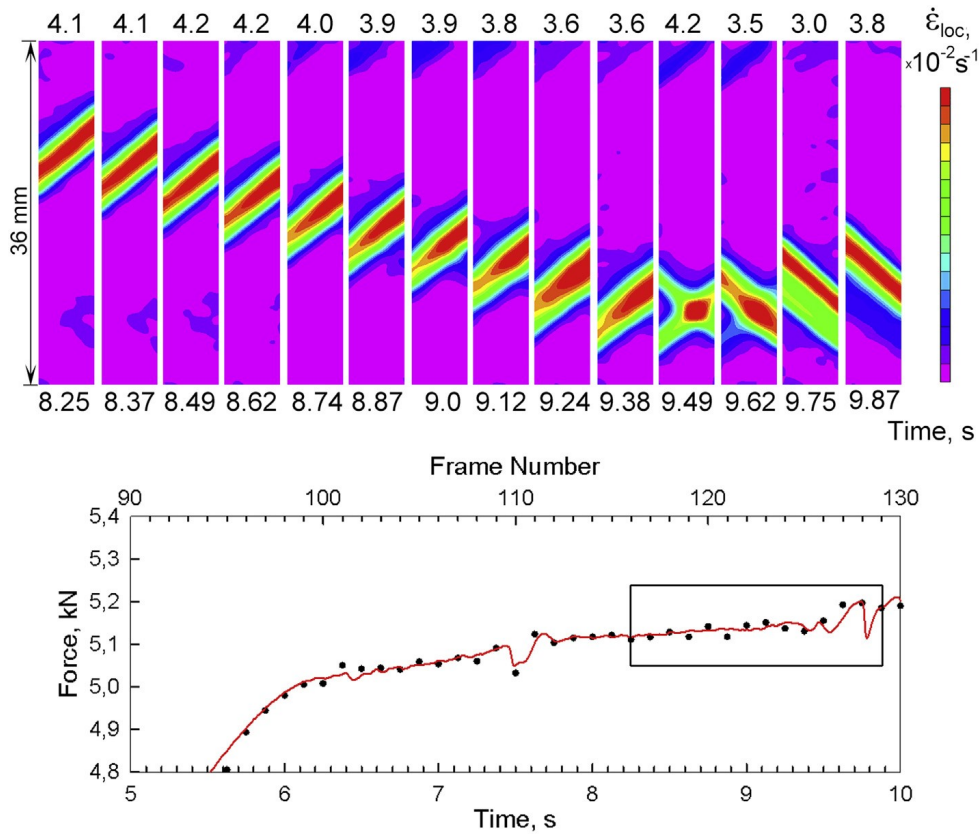 4.1 4.1 4.2 4.2 4.0 3.9 3.9 3.8 3.6 3.6 4.2 3.5 3.0 3.8
ε̇loc,
×10⁻²s⁻¹
36 mm
8.25 8.37 8.49 8.62 8.74 8.87 9.0 9.12 9.24 9.38 9.49 9.62 9.75 9.87
Time, s
Frame Number
90 100 110 120 130
5,4
5,2
5,1
5,0
4,9
4,8
Force, kN
5 6 7 8 9 10
Time, s